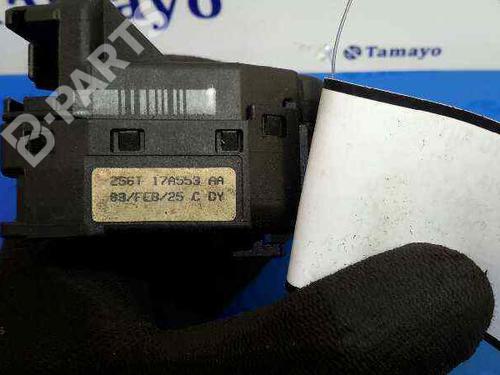 Tamayo
B-PARTS
2S6T 17A553 AA
03/FEB/25 C DY